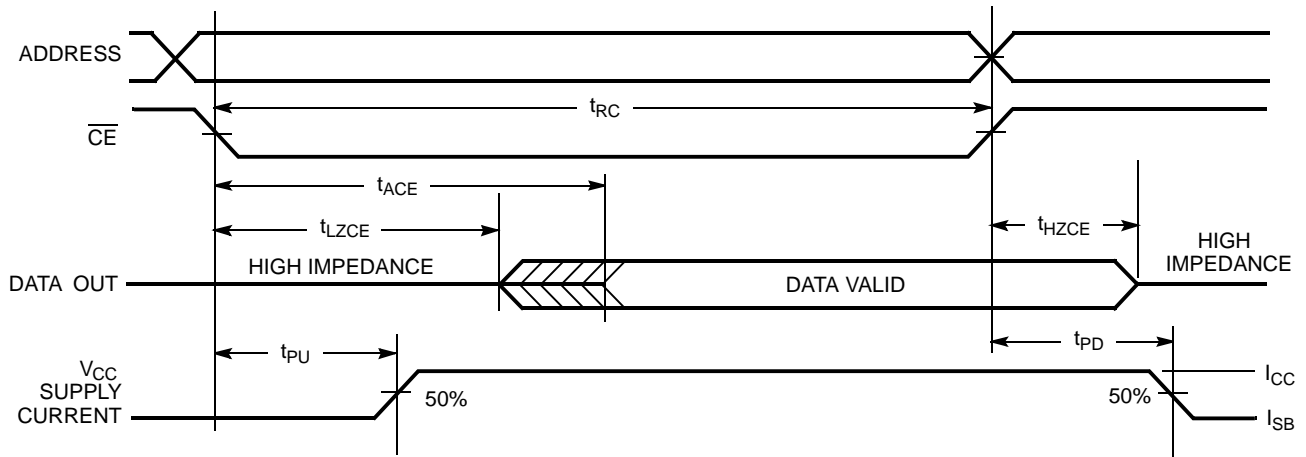 ADDRESS
tRC
CE
tACE
tLZCE
tHZCE
HIGH IMPEDANCE
HIGH
IMPEDANCE
DATA OUT
DATA VALID
tPU
tPD
VCC
SUPPLY
CURRENT
50%
50%
ICC
ISB